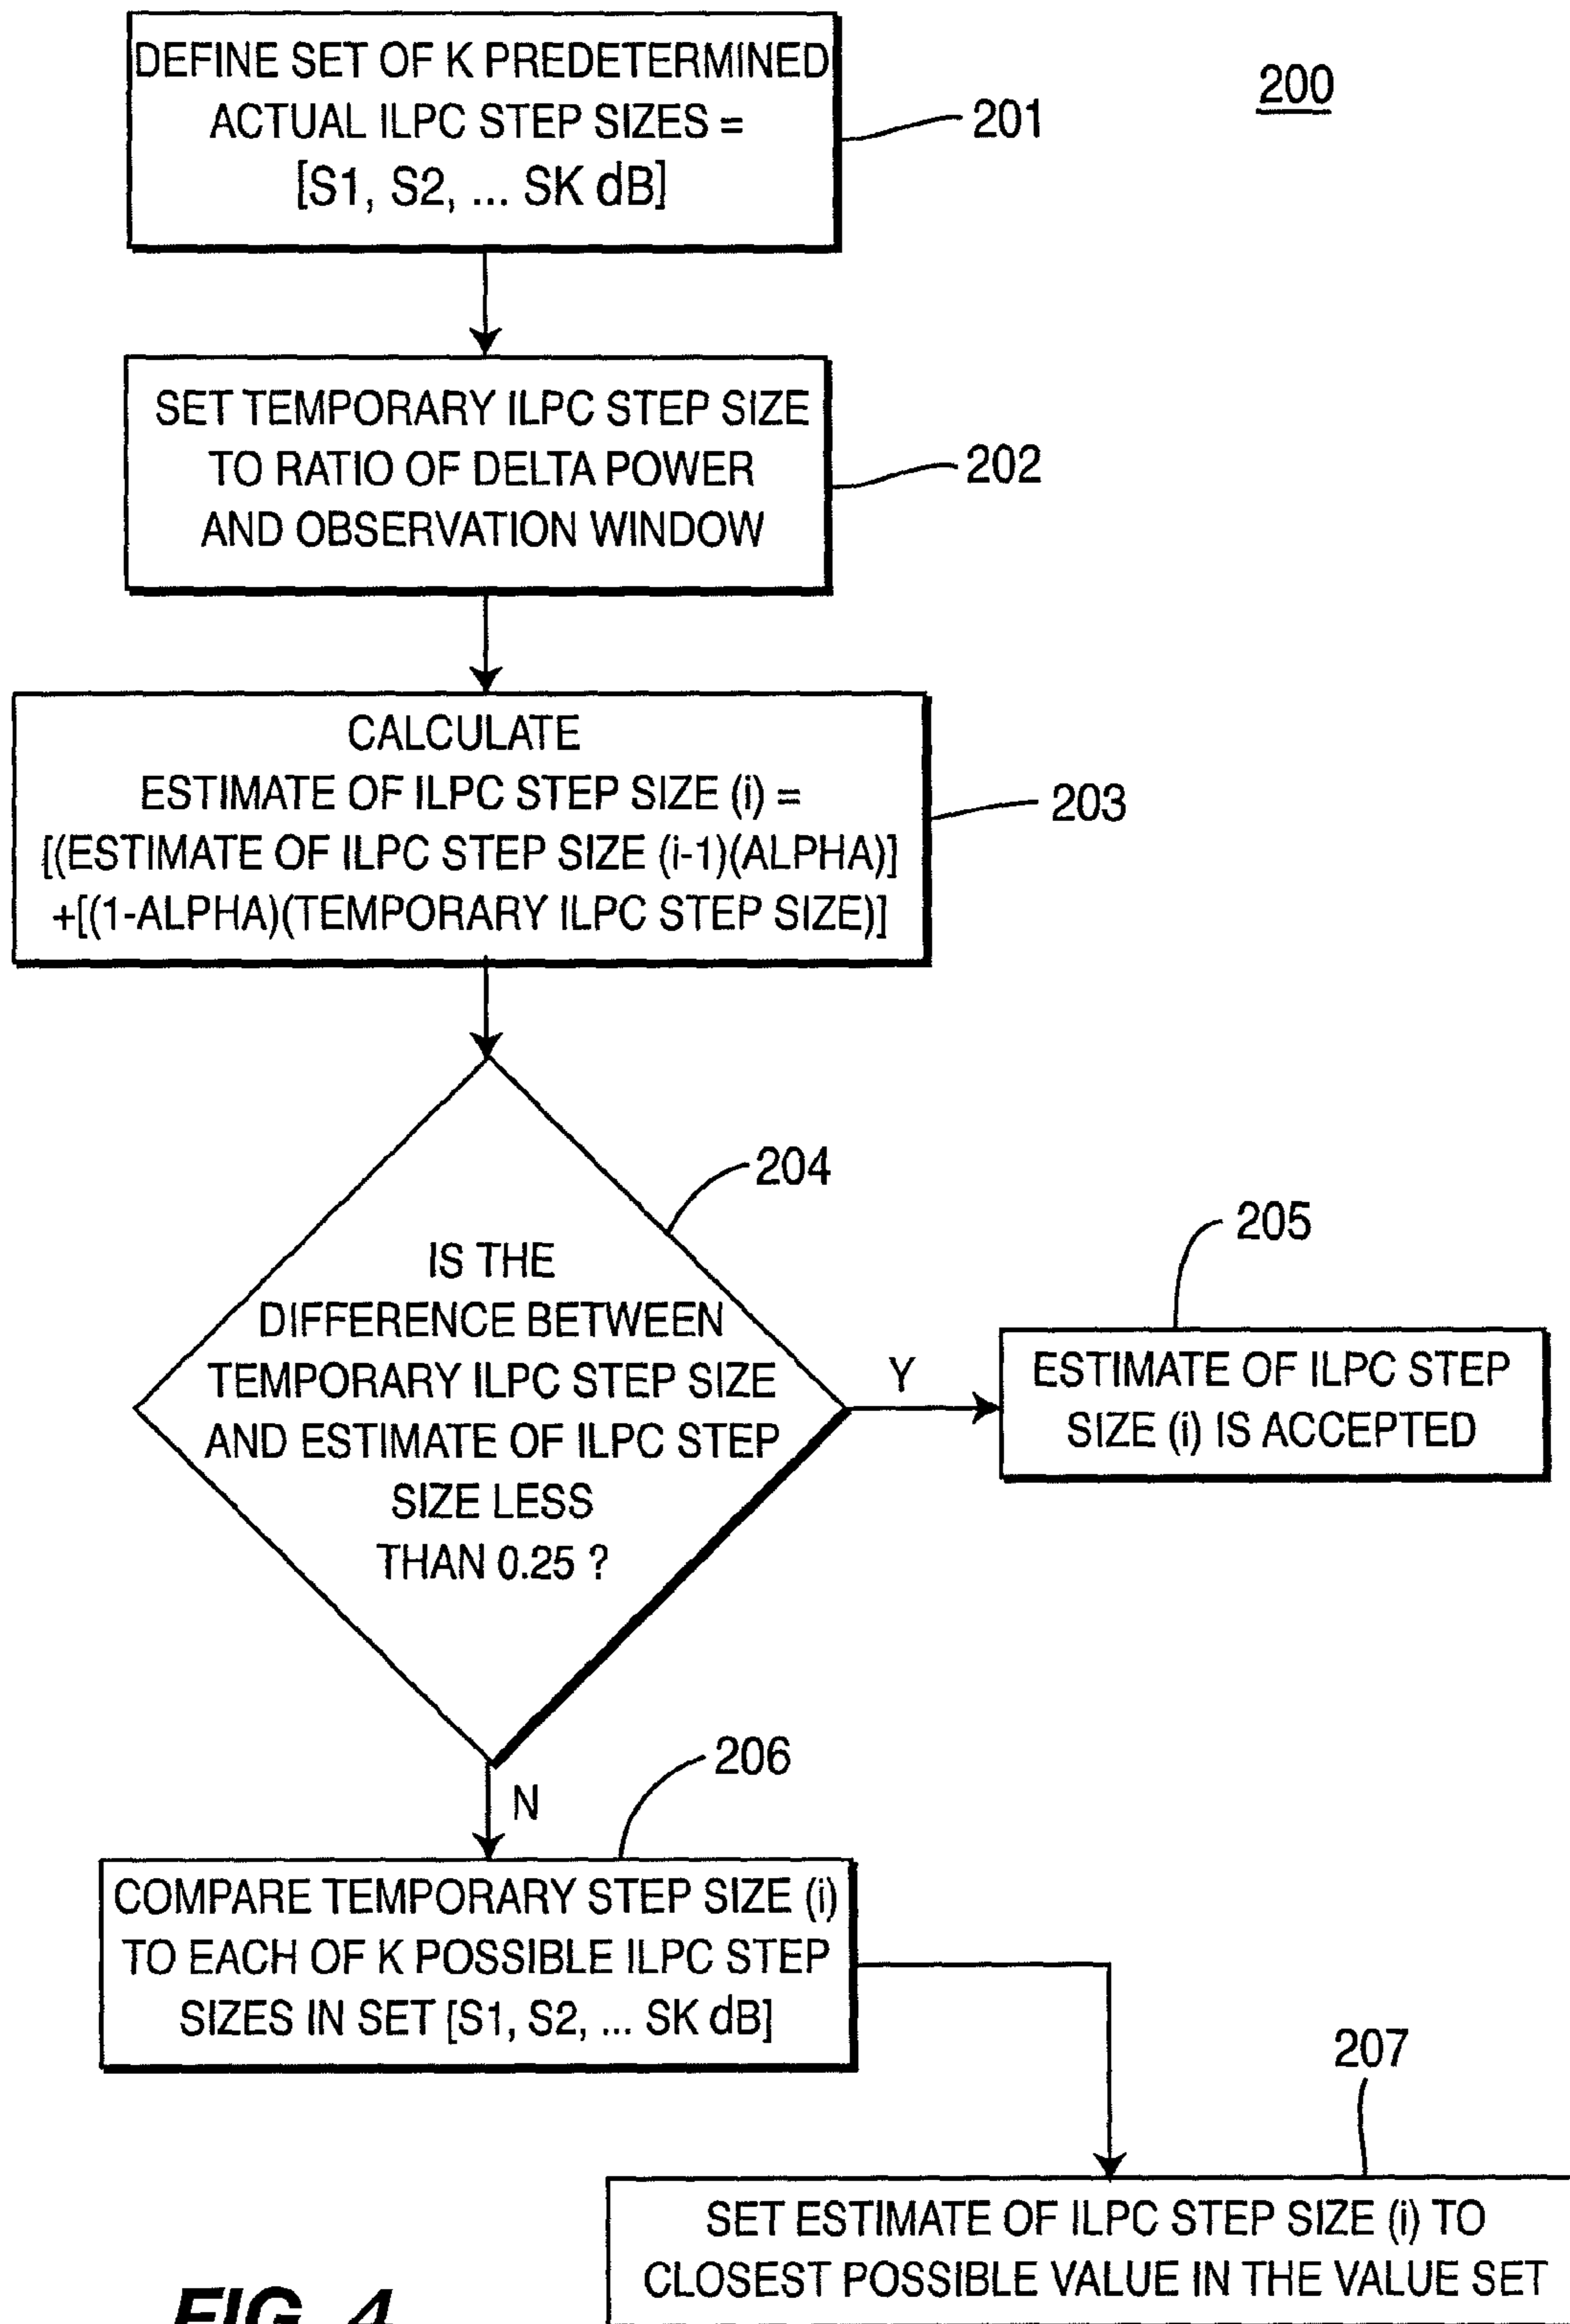 DEFINE SET OF K PREDETERMINED
ACTUAL ILPC STEP SIZES =
[S1, S2, ... SK dB]
200
201
SET TEMPORARY ILPC STEP SIZE
TO RATIO OF DELTA POWER
AND OBSERVATION WINDOW
202
CALCULATE
ESTIMATE OF ILPC STEP SIZE (i) =
[(ESTIMATE OF ILPC STEP SIZE (i-1)(ALPHA)]
+[(1-ALPHA)(TEMPORARY ILPC STEP SIZE)]
203
204
IS THE
DIFFERENCE BETWEEN
TEMPORARY ILPC STEP SIZE
AND ESTIMATE OF ILPC STEP
SIZE LESS
THAN 0.25 ?
Y
205
ESTIMATE OF ILPC STEP
SIZE (i) IS ACCEPTED
N
206
COMPARE TEMPORARY STEP SIZE (i)
TO EACH OF K POSSIBLE ILPC STEP
SIZES IN SET [S1, S2, ... SK dB]
207
SET ESTIMATE OF ILPC STEP SIZE (i) TO
CLOSEST POSSIBLE VALUE IN THE VALUE SET
FIG. 4